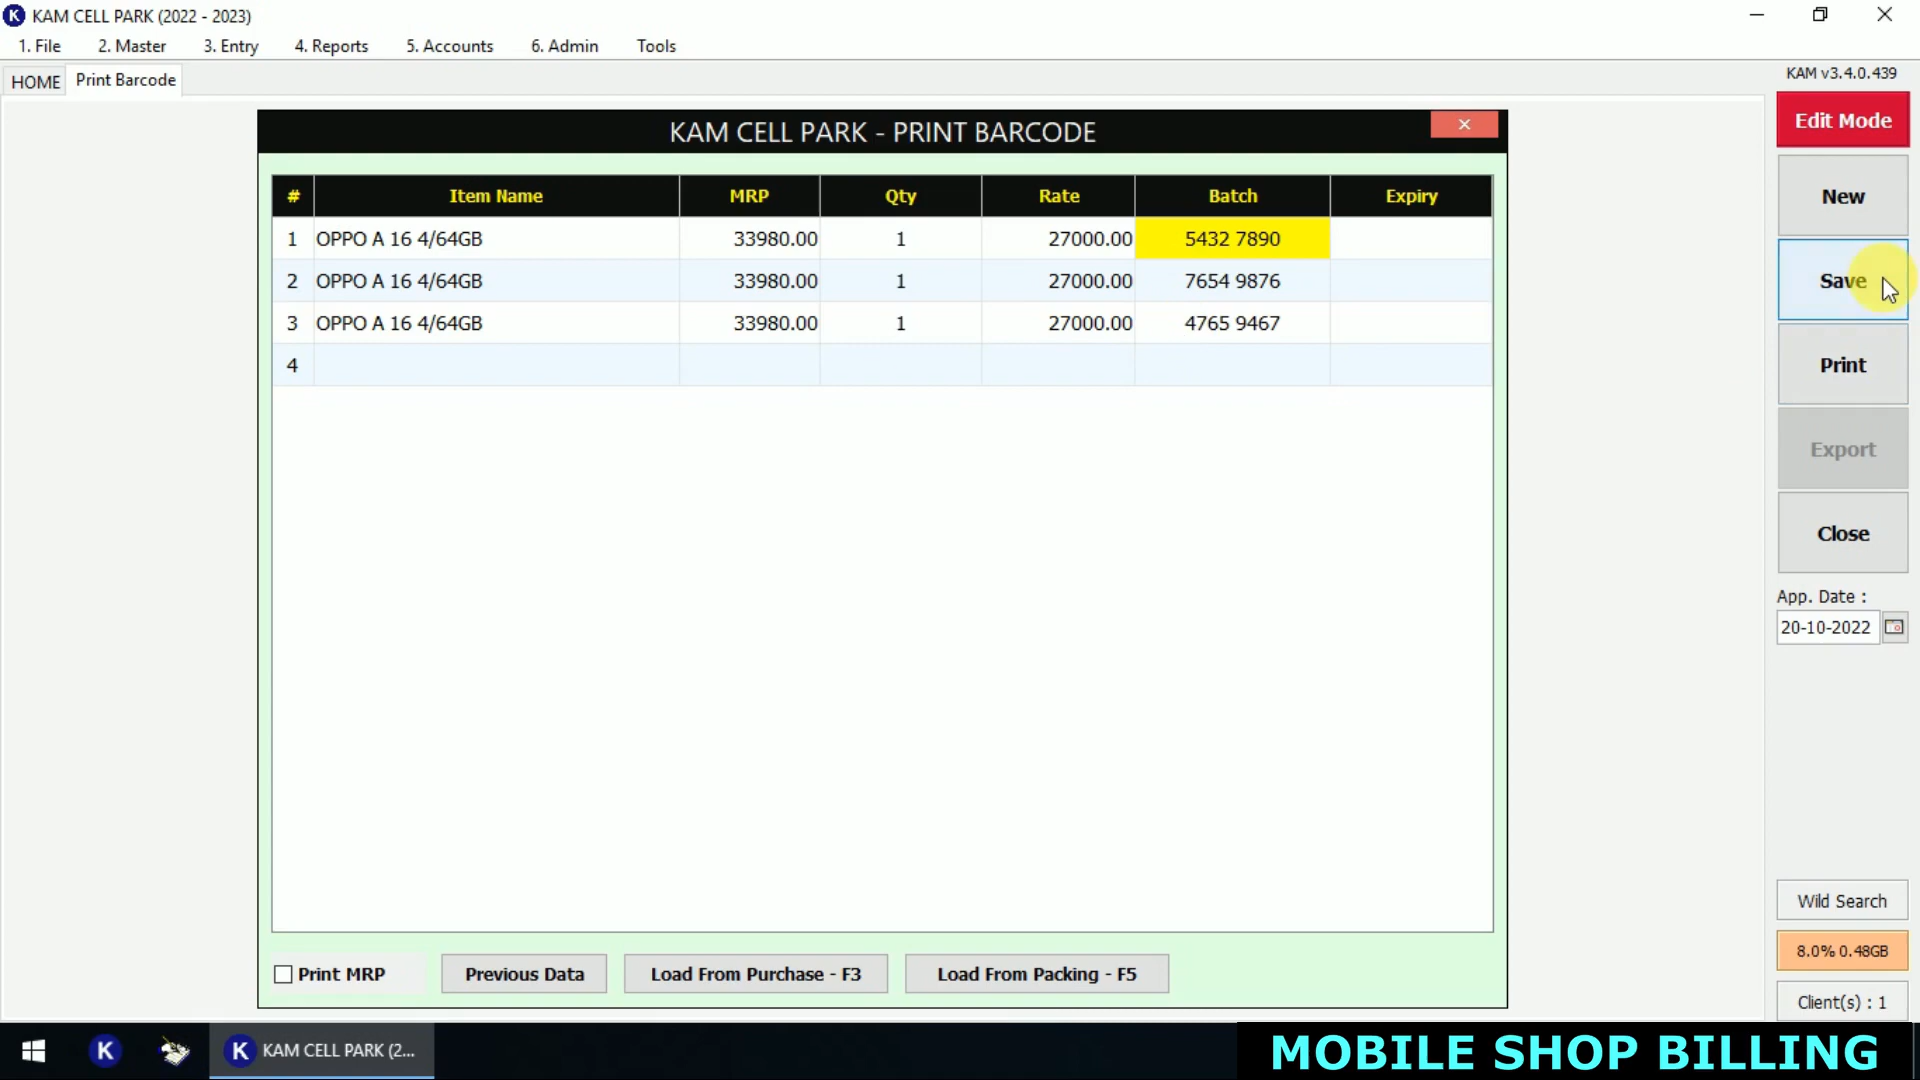 KAM CELL PARK (2022 - 2023)
1. File 2. Master 3. Entry 4. Reports 5. Accounts 6. Admin Tools
HOME Print Barcode
KAM v3.4.0.439
Edit Mode
New
Save
Print
Export
Close
App. Date :
20-10-2022
Wild Search
8.0% 0.48GB
Client(s) : 1
KAM CELL PARK - PRINT BARCODE
# Item Name MRP Qty Rate Batch Expiry
1 OPPO A 16 4/64GB 33980.00 1 27000.00 5432 7890
2 OPPO A 16 4/64GB 33980.00 1 27000.00 7654 9876
3 OPPO A 16 4/64GB 33980.00 1 27000.00 4765 9467
4
Print MRP Previous Data Load From Purchase - F3 Load From Packing - F5
K K KAM CELL PARK (2...
MOBILE SHOP BILLING